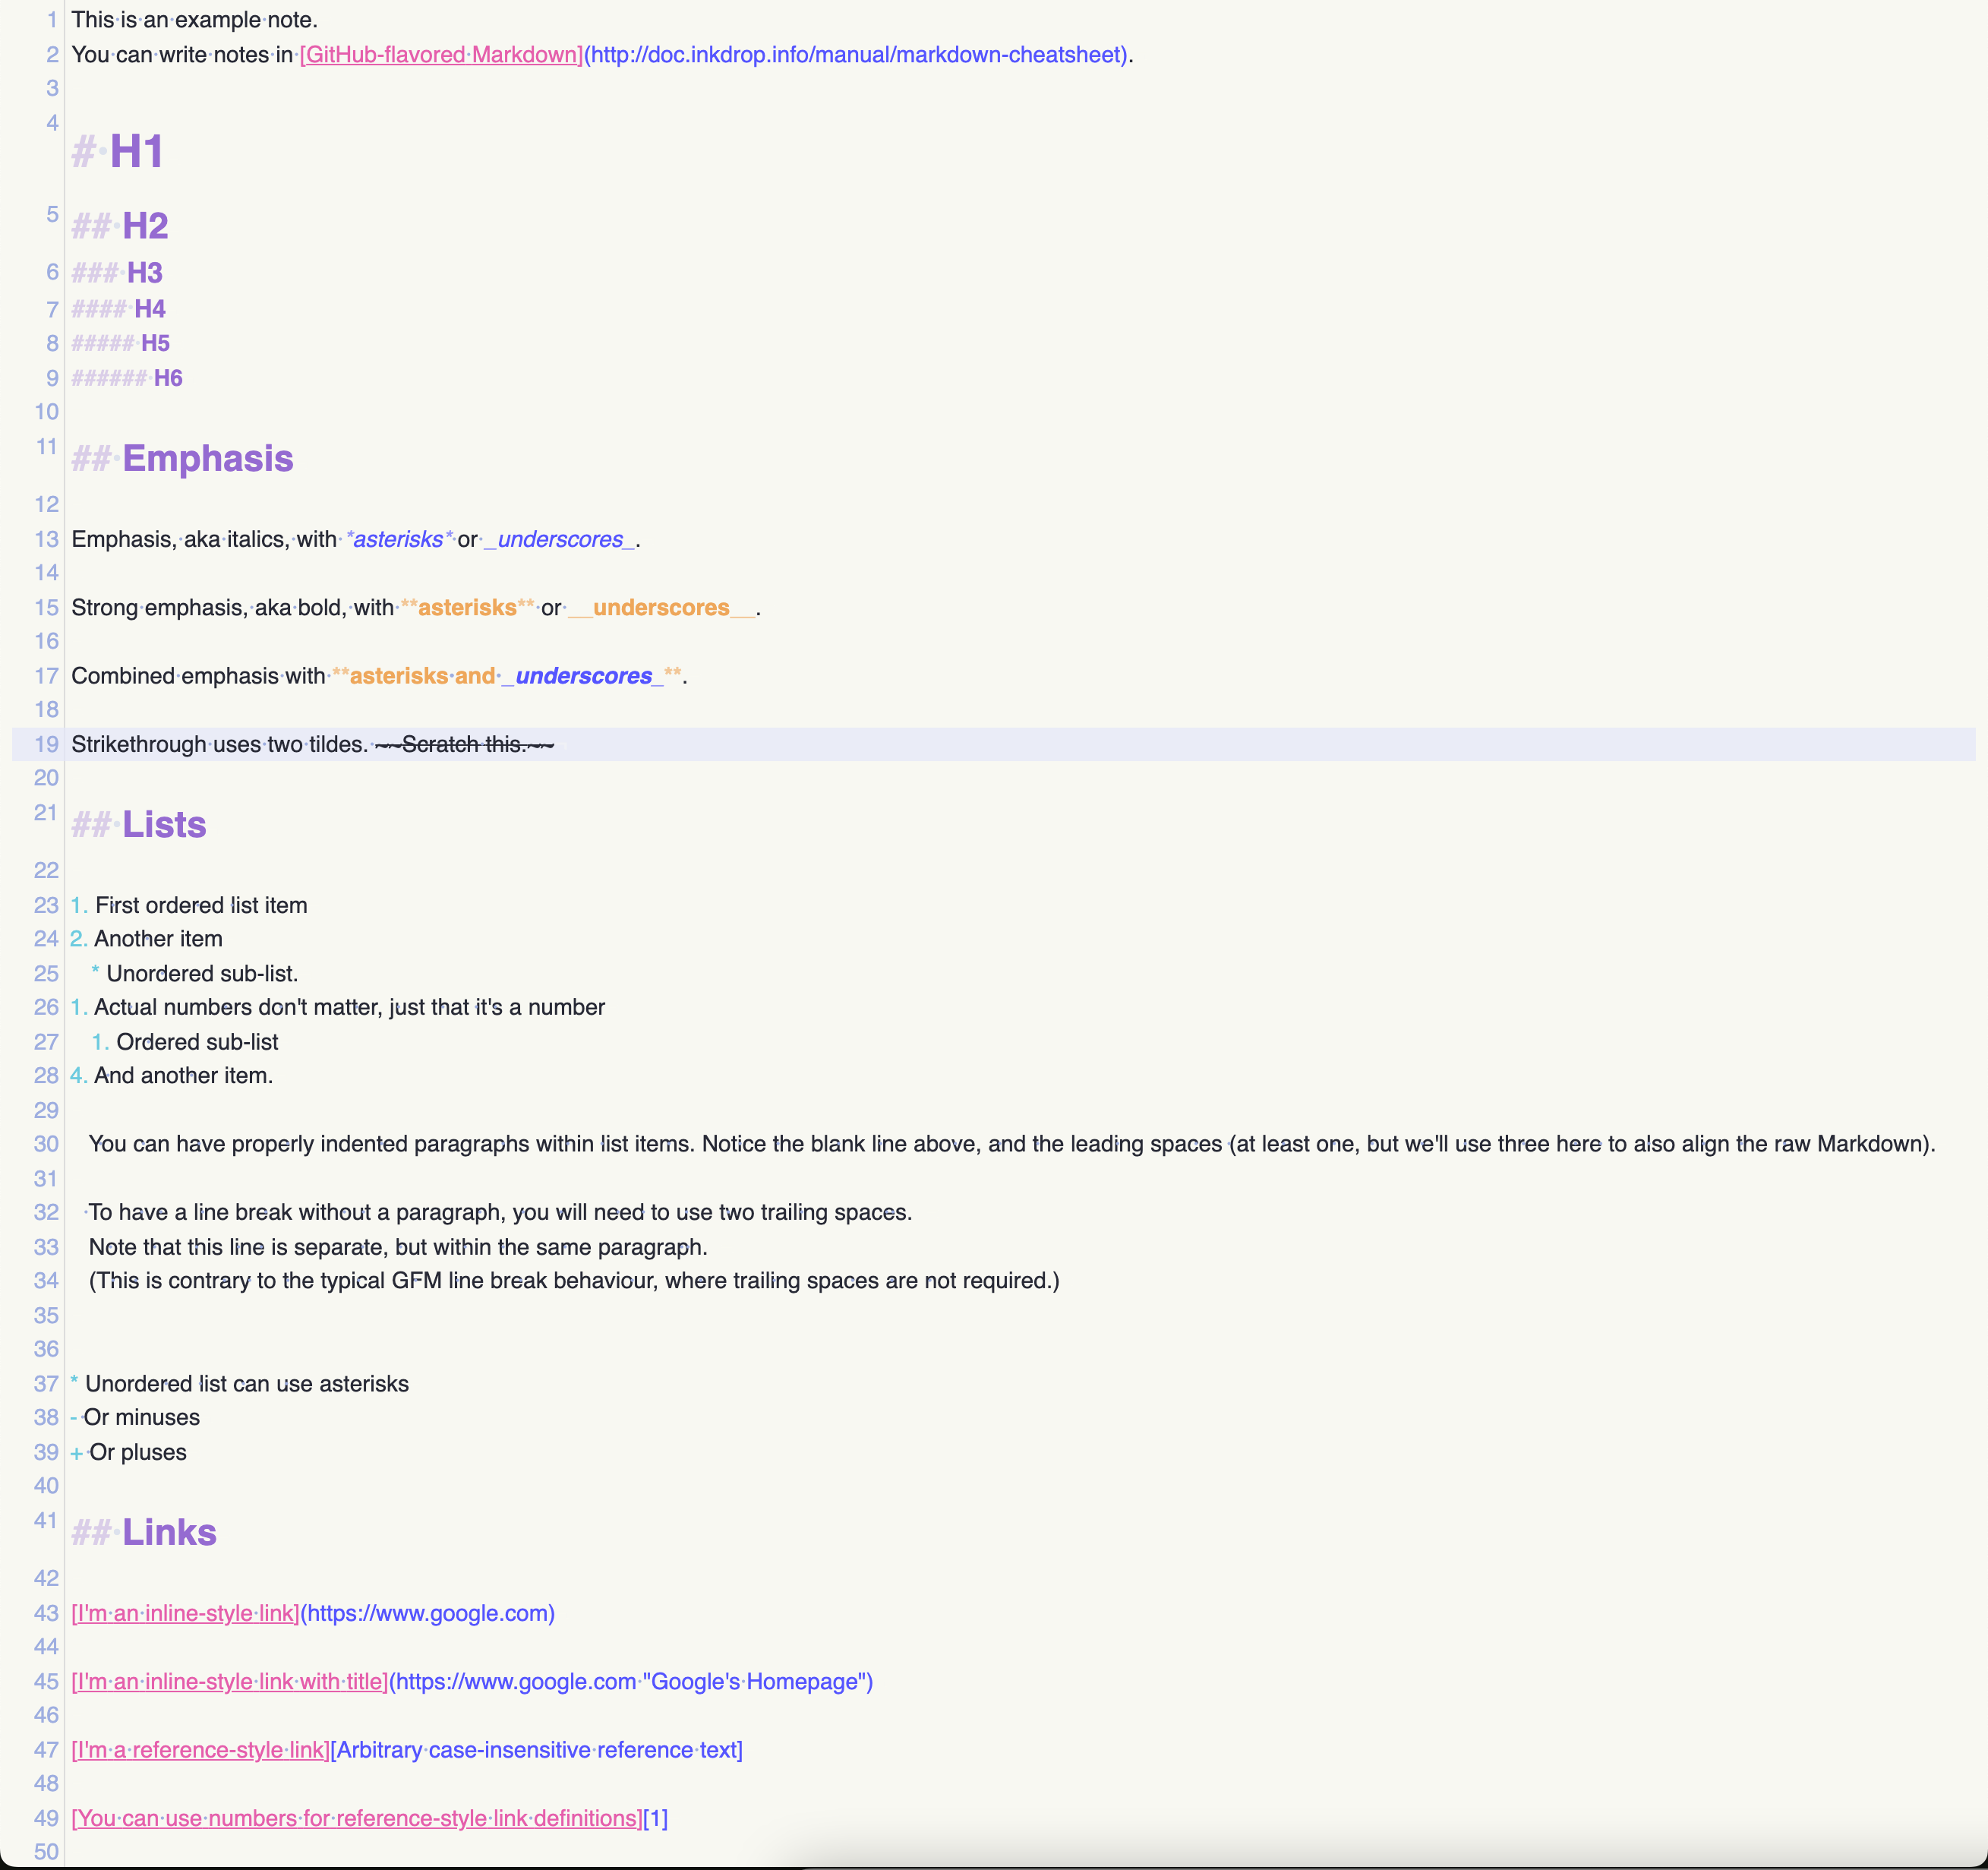 1 This is an example note.
2 You can write notes in [GitHub-flavored Markdown](http://doc.inkdrop.info/manual/markdown-cheatsheet).
3
4 # H1
5 ## H2
6 ### H3
7 #### H4
8 ##### H5
9 ###### H6
10
11 ## Emphasis
12
13 Emphasis, aka italics, with *asterisks* or _underscores_.
14
15 Strong emphasis, aka bold, with **asterisks** or __underscores__.
16
17 Combined emphasis with **asterisks and _underscores_**.
18
19 Strikethrough uses two tildes. ~~Scratch this.~~
20
21 ## Lists
22
23 1. First ordered list item
24 2. Another item
25 * Unordered sub-list.
26 1. Actual numbers don't matter, just that it's a number
27 1. Ordered sub-list
28 4. And another item.
29
30 You can have properly indented paragraphs within list items. Notice the blank line above, and the leading spaces (at least one, but we'll use three here to also align the raw Markdown).
31
32 To have a line break without a paragraph, you will need to use two trailing spaces.
33 Note that this line is separate, but within the same paragraph.
34 (This is contrary to the typical GFM line break behaviour, where trailing spaces are not required.)
35
36
37 * Unordered list can use asterisks
38 - Or minuses
39 + Or pluses
40
41 ## Links
42
43 [I'm an inline-style link](https://www.google.com)
44
45 [I'm an inline-style link with title](https://www.google.com "Google's Homepage")
46
47 [I'm a reference-style link][Arbitrary case-insensitive reference text]
48
49 [You can use numbers for reference-style link definitions][1]
50